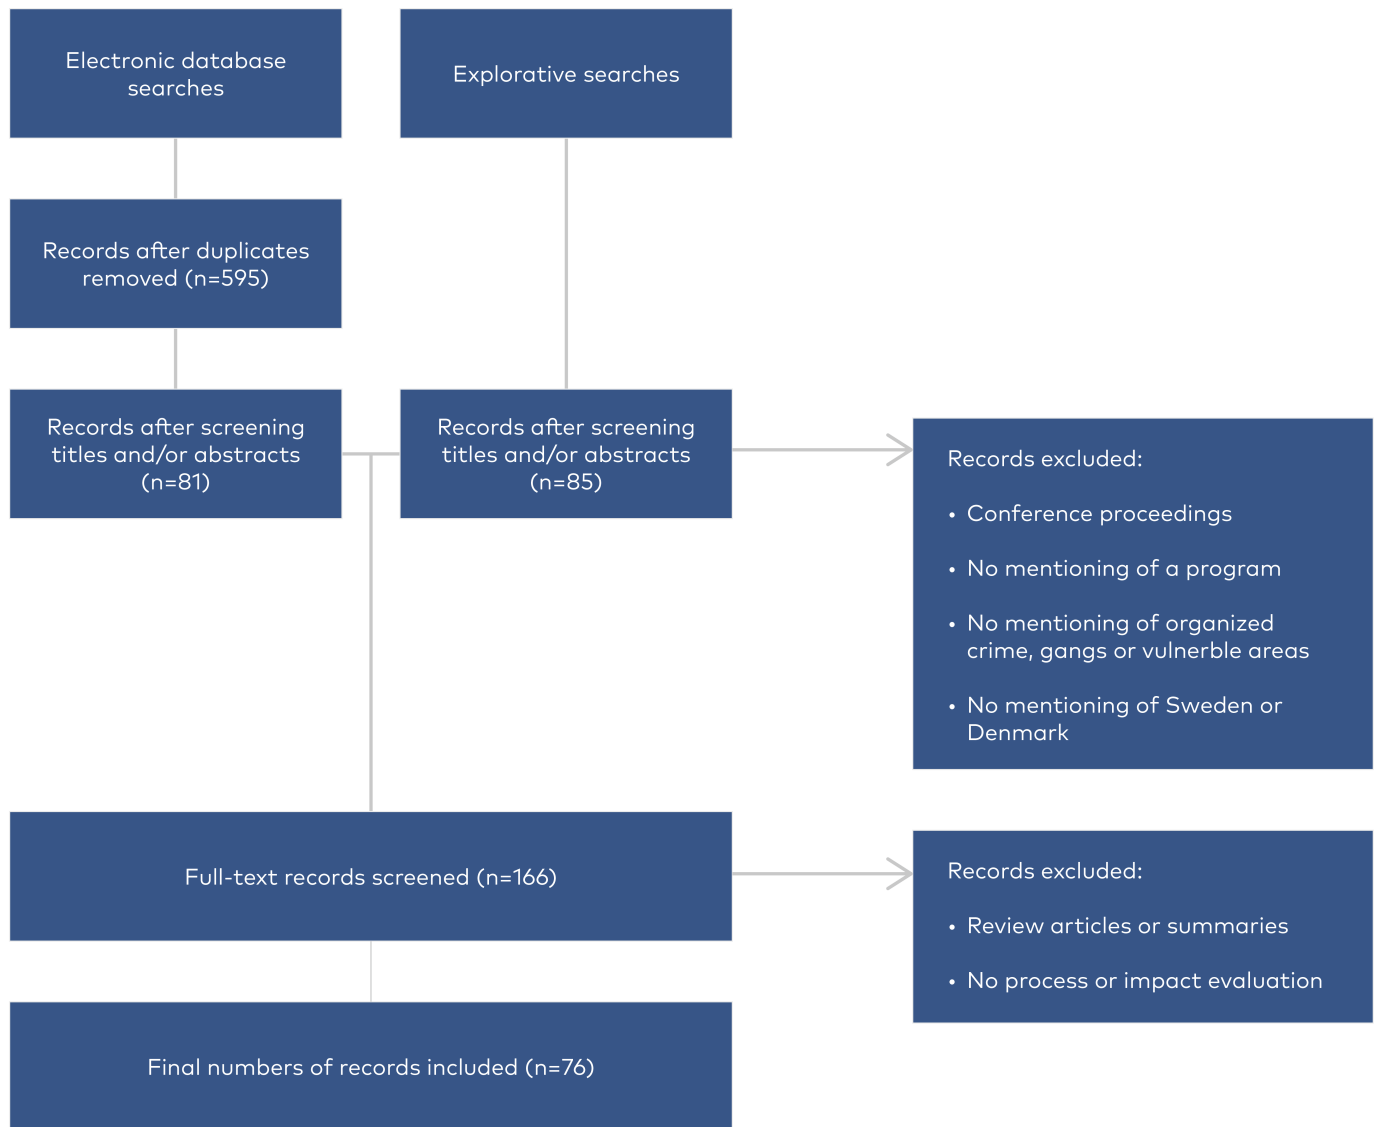 Electronic database
searches
Explorative searches
Records after duplicates
removed (n=595)
Records after screening
titles and/or abstracts
(n=81)
Records after screening
titles and/or abstracts
(n=85)
Records excluded:
• Conference proceedings
• No mentioning of a program
• No mentioning of organized
crime, gangs or vulnerble areas
• No mentioning of Sweden or
Denmark
Full-text records screened (n=166)
Records excluded:
• Review articles or summaries
• No process or impact evaluation
Final numbers of records included (n=76)